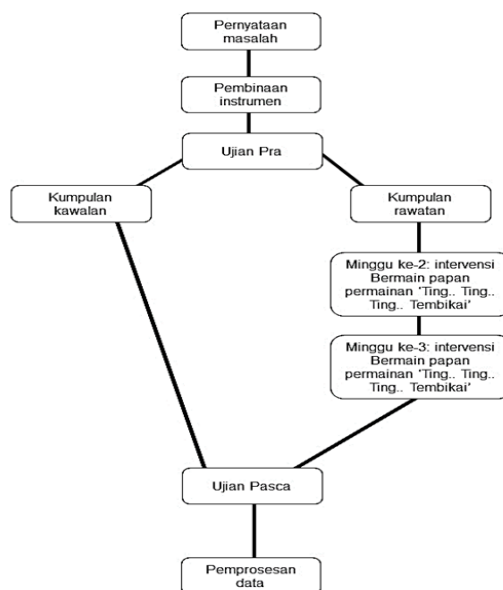 Pernyataan
masalah
Pembinaan
instrumen
Ujian Pra
Kumpulan
kawalan
Kumpulan
rawatan
Minggu ke-2: intervensi
Bermain papan
permainan 'Ting.. Ting..
Ting.. Tembikai'
Minggu ke-3: intervensi
Bermain papan
permainan 'Ting.. Ting..
Ting.. Tembikai'
Ujian Pasca
Pemprosesan
data